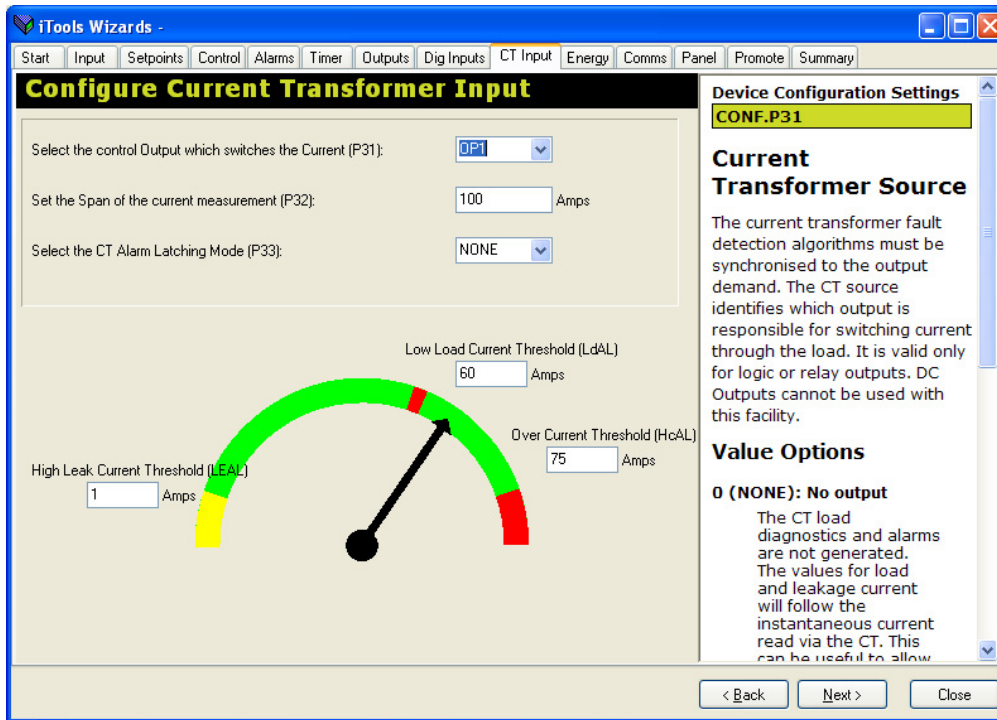 iTools Wizards -
Start Input Setpoints Control Alarms Timer Outputs Dig Inputs CT Input Energy Comms Panel Promote Summary
Configure Current Transformer Input
Select the control Output which switches the Current (P31):
OP1
Set the Span of the current measurement (P32):
100 Amps
Select the CT Alarm Latching Mode (P33):
NONE
Low Load Current Threshold (LdAL)
60 Amps
Over Current Threshold (HcAL)
75 Amps
High Leak Current Threshold (LEAL)
1 Amps
Device Configuration Settings
CONF.P31
Current
Transformer Source
The current transformer fault
detection algorithms must be
synchronised to the output
demand. The CT source
identifies which output is
responsible for switching current
through the load. It is valid only
for logic or relay outputs. DC
Outputs cannot be used with
this facility.
Value Options
0 (NONE): No output
The CT load
diagnostics and alarms
are not generated.
The values for load
and leakage current
will follow the
instantaneous current
read via the CT. This
can be useful to allow
< Back Next > Close